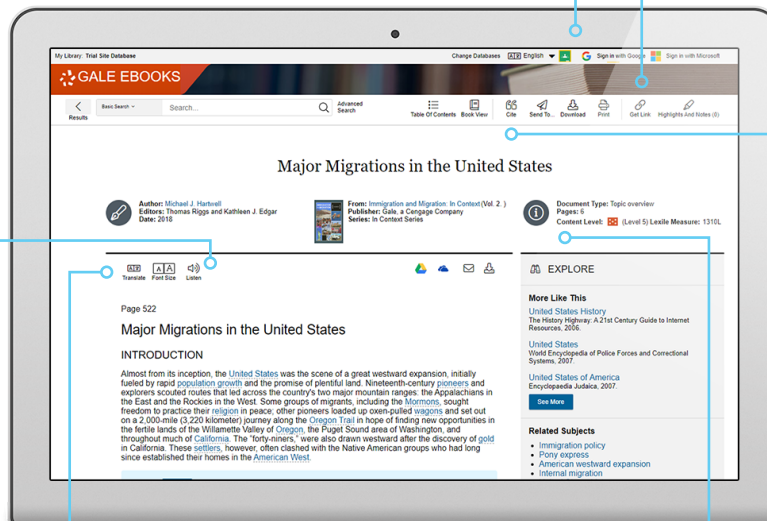 My Library: Trial Site Database
Change Databases
English
Sign in with Google
Sign in with Microsoft
GALE EBOOKS
Results
Basic Search
Search...
Advanced Search
Table Of Contents
Book View
Cite
Send To...
Download
Print
Get Link
Highlights And Notes (0)
Major Migrations in the United States
Author: Michael J. Hartwell
Editors: Thomas Riggs and Kathleen J. Edgar
Date: 2018
From: Immigration and Migration: In Context (Vol. 2. )
Publisher: Gale, a Cengage Company
Series: In Context Series
Document Type: Topic overview
Pages: 6
Content Level: (Level 5) Lexile Measure: 1310L
Translate
Font Size
Listen
EXPLORE
Page 522
Major Migrations in the United States
INTRODUCTION
Almost from its inception, the United States was the scene of a great westward expansion, initially
fueled by rapid population growth and the promise of plentiful land. Nineteenth-century pioneers and
explorers scouted routes that led across the country's two major mountain ranges: the Appalachians in
the East and the Rockies in the West. Some groups of migrants, including the Mormons, sought
freedom to practice their religion in peace; other pioneers loaded up oxen-pulled wagons and set out
on a 2,000-mile (3,220 kilometer) journey along the Oregon Trail in hope of finding new opportunities in
the fertile lands of the Willamette Valley of Oregon, the Puget Sound area of Washington, and
throughout much of California. The "forty-niners," were also drawn westward after the discovery of gold
in California. These settlers, however, often clashed with the Native American groups who had long
since established their homes in the American West.
More Like This
United States History
The History Highway: A 21st Century Guide to Internet
Resources, 2006.
United States
World Encyclopedia of Police Forces and Correctional
Systems, 2007.
United States of America
Encyclopaedia Judaica, 2007.
See More
Related Subjects
Immigration policy
Pony express
American westward expansion
Internal migration